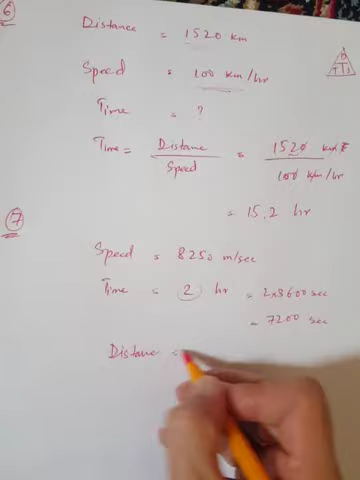 6
Distance = 1520 km
Speed = 100 km/hr
Time = ?
D
T S
Time = Distance / Speed = 1520 / 100 km/hr
= 15.2 hr
7
Speed = 8250 m/sec
Time = 2 hr = 2x3600 sec
= 7200 sec
Distance =